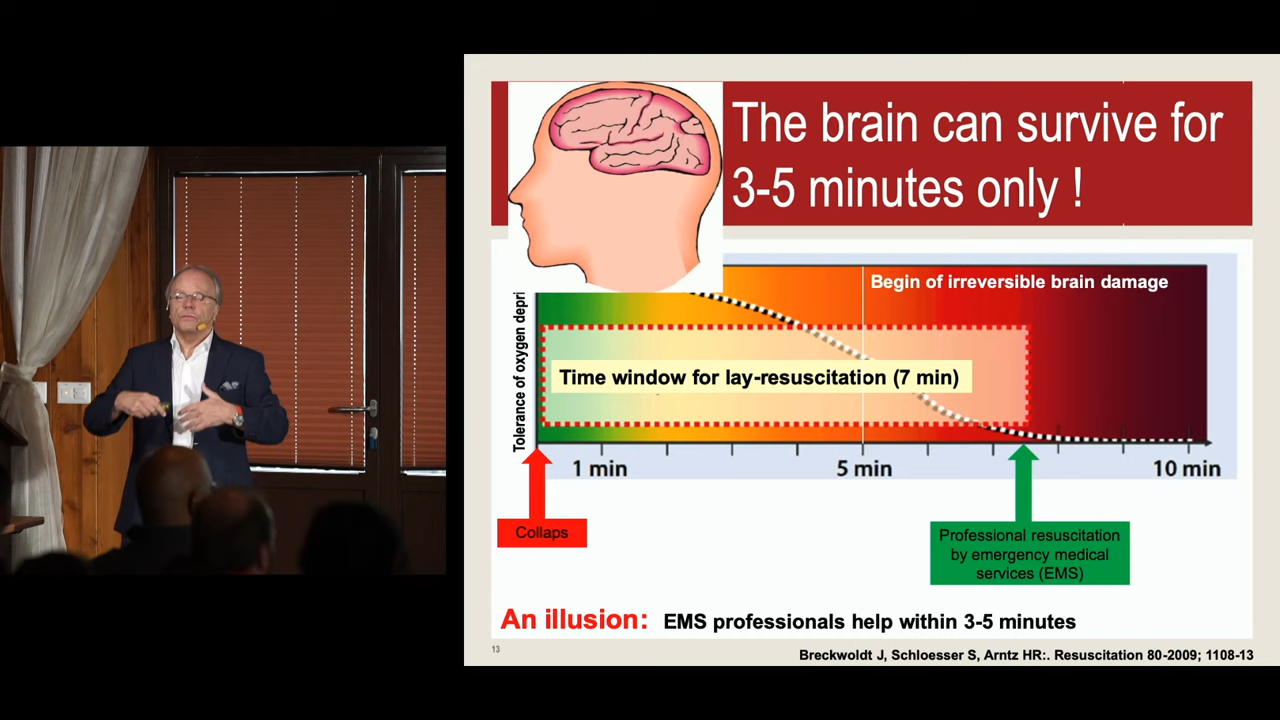 The brain can survive for
3-5 minutes only !
Begin of irreversible brain damage
Tolerance of oxygen depri
Time window for lay-resuscitation (7 min)
1 min
5 min
10 min
Collaps
Professional resuscitation
by emergency medical
services (EMS)
An illusion: EMS professionals help within 3-5 minutes
13
Breckwoldt J, Schloesser S, Arntz HR:. Resuscitation 80-2009; 1108-13